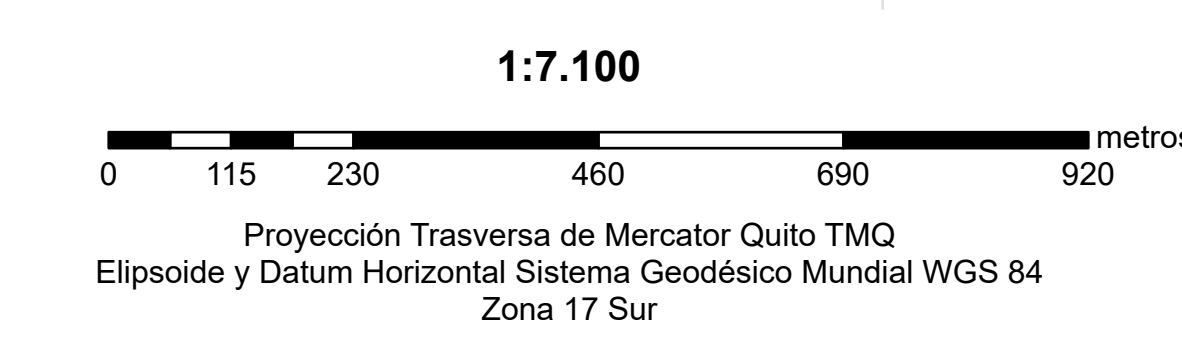 1:7.100
metros
0 115 230 460 690 920
Proyección Trasversa de Mercator Quito TMQ
Elipsoide y Datum Horizontal Sistema Geodésico Mundial WGS 84
Zona 17 Sur